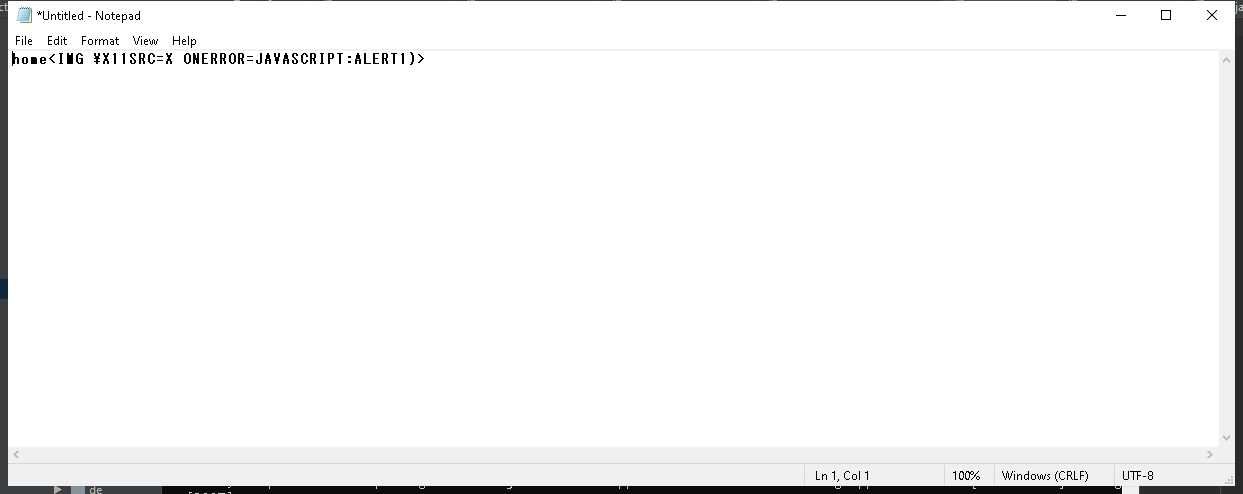 *Untitled - Notepad
File Edit Format View Help
home<IMG ¥X11SRC=X ONERROR=JAVASCRIPT:ALERT1)>
Ln 1, Col 1 100% Windows (CRLF) UTF-8
de